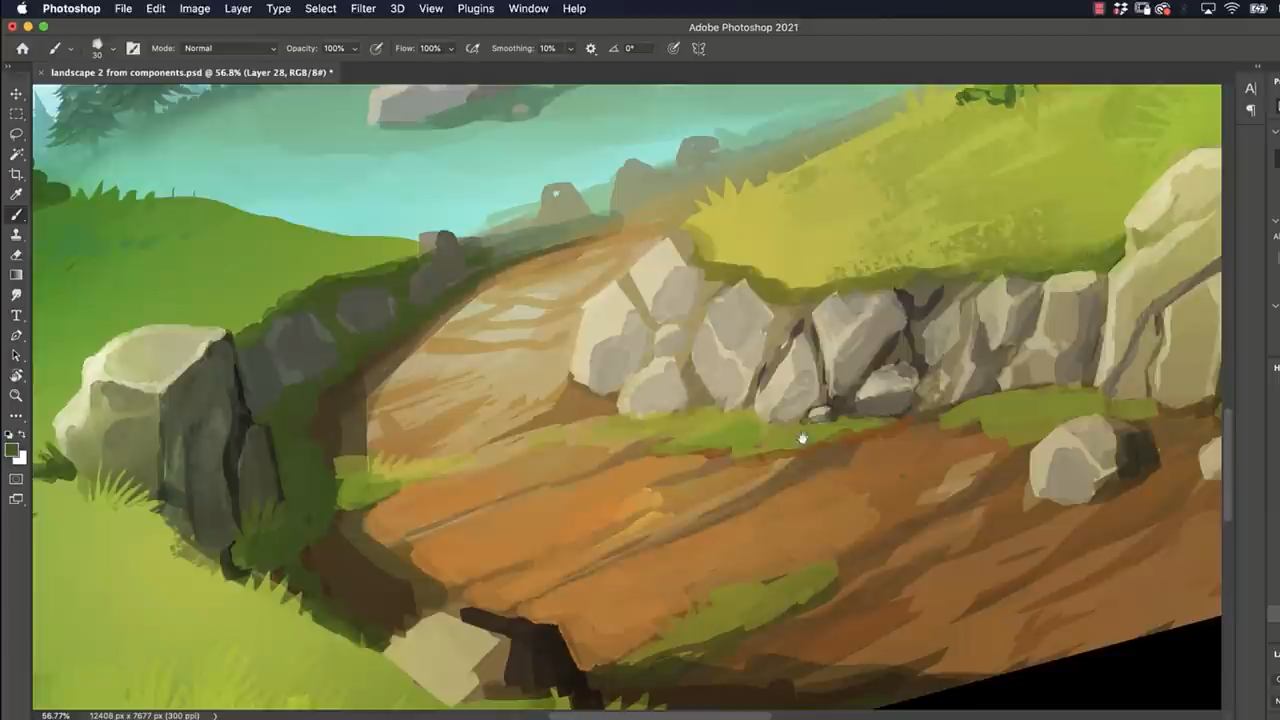 Photoshop File Edit Image Layer Type Select Filter 3D View Plugins Window Help
Adobe Photoshop 2021
30 Mode: Normal Opacity: 100% Flow: 100% Smoothing: 10% 0°
× landscape 2 from components.psd @ 56.8% (Layer 28, RGB/8#) *
56.77% 12408 px x 7677 px (300 ppi)